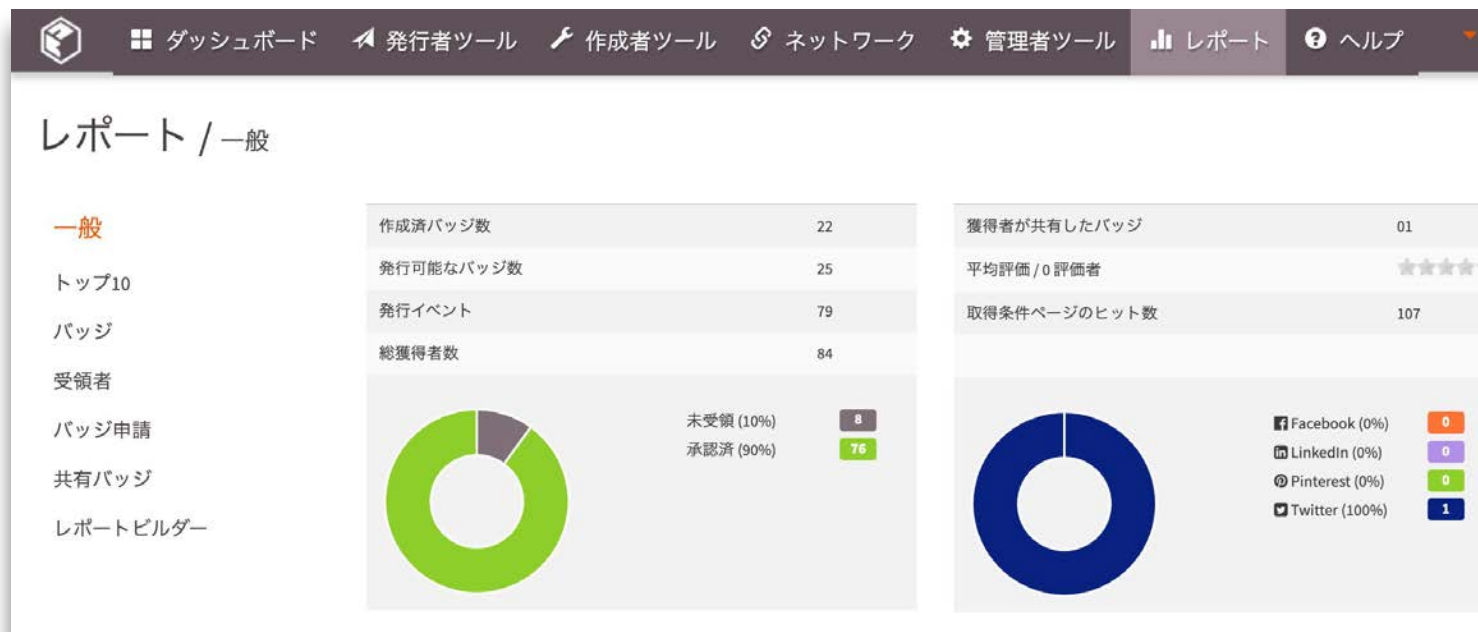 ダッシュボード 発行者ツール 作成者ツール ネットワーク 管理者ツール レポート ヘルプ
レポート / 一般
一般
トップ10
バッジ
受領者
バッジ申請
共有バッジ
レポートビルダー
作成済バッジ数 22
発行可能なバッジ数 25
発行イベント 79
総獲得者数 84
未受領 (10%) 8
承認済 (90%) 76
獲得者が共有したバッジ 01
平均評価 / 0 評価者
取得条件ページのヒット数 107
Facebook (0%) 0
LinkedIn (0%) 0
Pinterest (0%) 0
Twitter (100%) 1